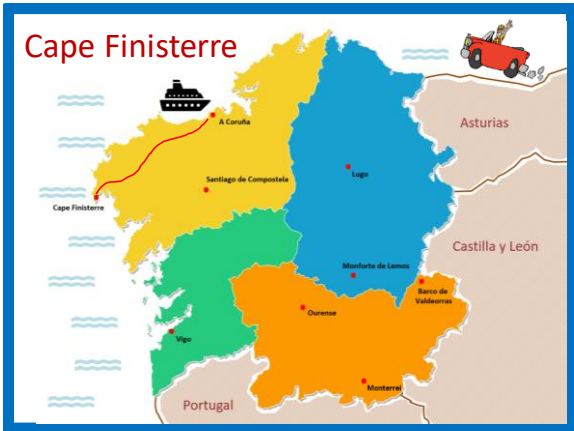 Cape Finisterre
A Coruña
Asturias
Lugo
Santiago de Compostela
Cape Finisterre
Castilla y León
Monforte de Lemos
Barco de
Valdeorras
Ourense
Vigo
Monterrei
Portugal